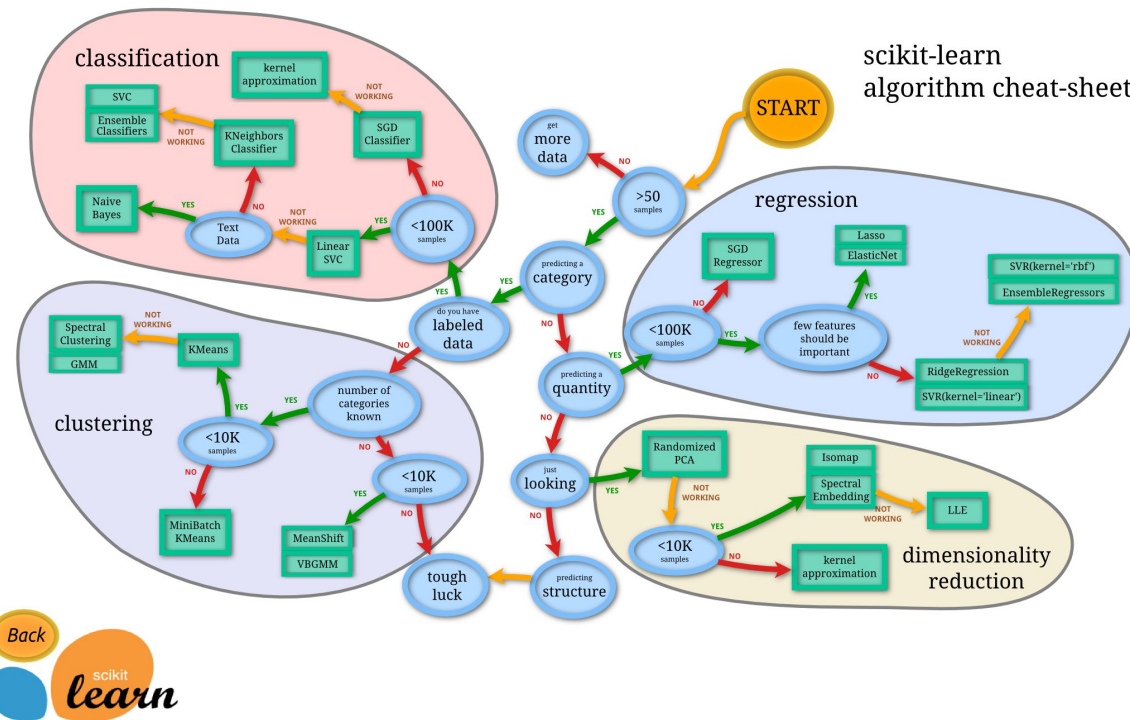 scikit-learn
algorithm cheat-sheet
START
classification
kernel
approximation
NOT
WORKING
SVC
Ensemble
Classifiers
NOT
WORKING
KNeighbors
Classifier
SGD
Classifier
NO
Naive
Bayes
YES
Text
Data
NO
NOT
WORKING
Linear
SVC
YES
<100K
samples
YES
get
more
data
NO
>50
samples
YES
predicting a
category
YES
do you have
labeled
data
NO
NO
predicting a
quantity
YES
NO
just
looking
YES
NO
predicting
structure
tough
luck
regression
SGD
Regressor
NO
<100K
samples
YES
Lasso
ElasticNet
YES
few features
should be
important
NO
SVR(kernel='rbf')
EnsembleRegressors
NOT
WORKING
RidgeRegression
SVR(kernel='linear')
clustering
Spectral
Clustering
GMM
NOT
WORKING
KMeans
YES
<10K
samples
NO
MiniBatch
KMeans
number of
categories
known
YES
NO
<10K
samples
YES
NO
MeanShift
VBGMM
dimensionality
reduction
Randomized
PCA
NOT
WORKING
<10K
samples
YES
NO
Isomap
Spectral
Embedding
NOT
WORKING
LLE
kernel
approximation
Back
scikit
learn